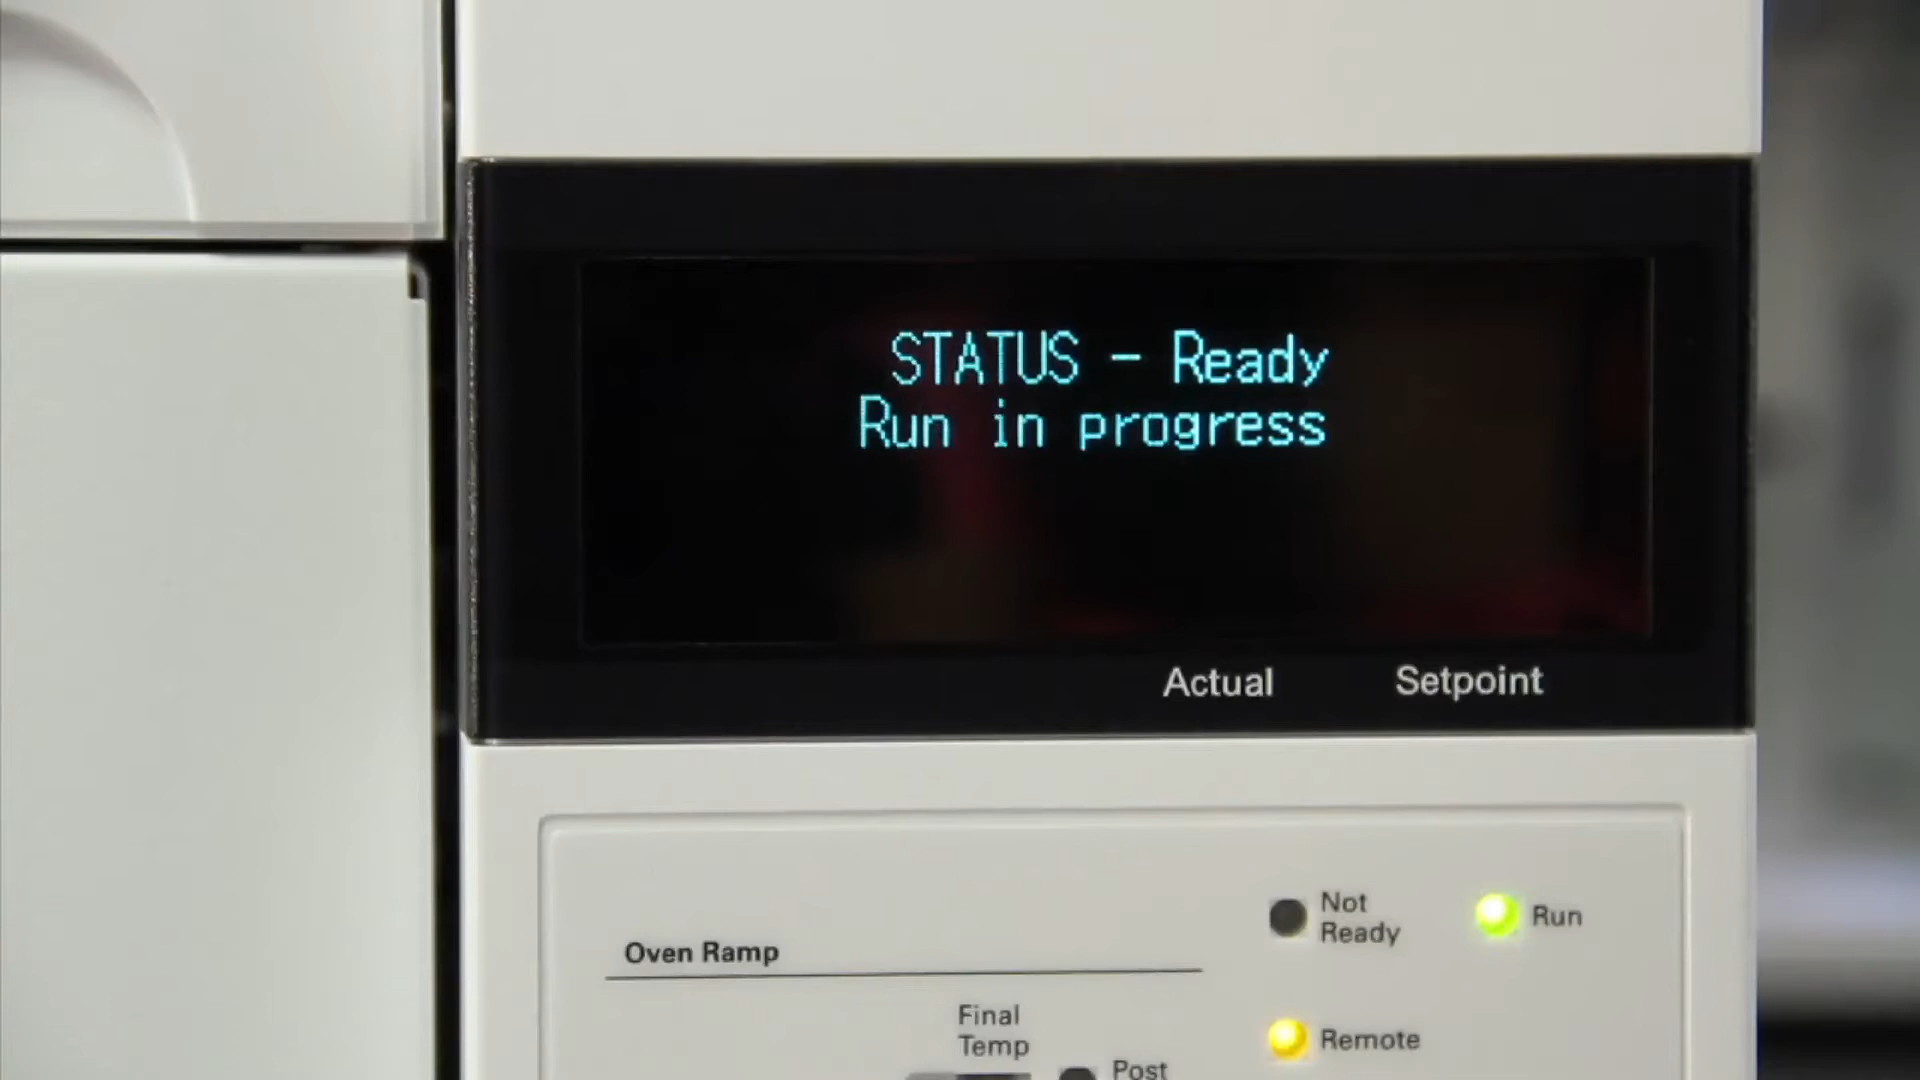 STATUS - Ready
Run in progress
Actual Setpoint
Not
Ready
Run
Oven Ramp
Final
Temp
Remote
Post